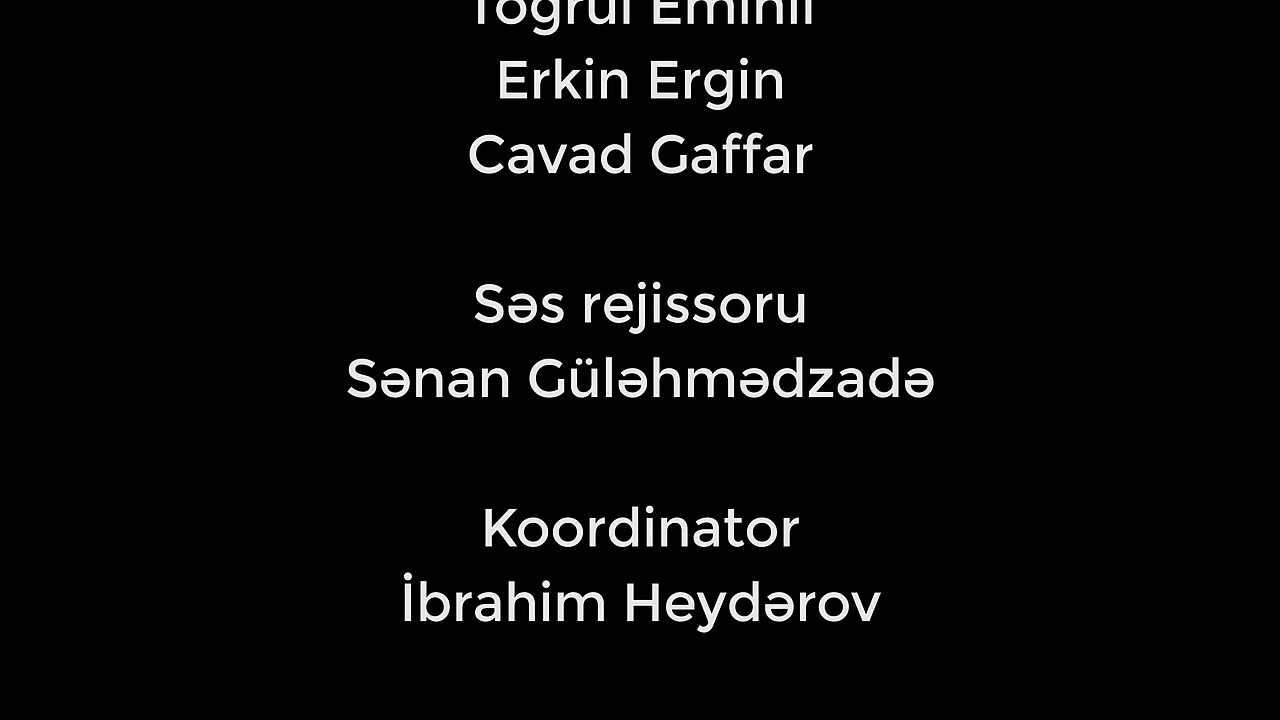 Erkin Ergin
Cavad Gaffar
Səs rejissoru
Sənan Güləhmədzadə
Koordinator
İbrahim Heydərov